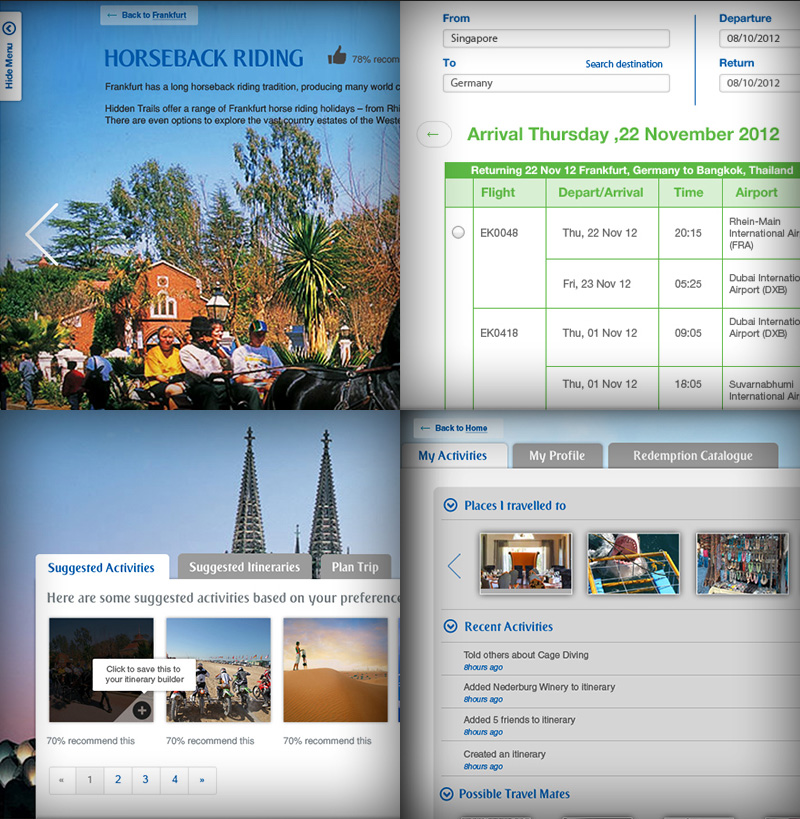 ← Back to Frankfurt
Hide Menu
HORSEBACK RIDING
78% recom
Frankfurt has a long horseback riding tradition, producing many world c
Hidden Trails offer a range of Frankfurt horse riding holidays – from Rhi
There are even options to explore the vast country estates of the Weste
From
Departure
Singapore
08/10/2012
To
Search destination
Return
Germany
08/10/2012
← Arrival Thursday ,22 November 2012
Returning 22 Nov 12 Frankfurt, Germany to Bangkok, Thailand
Flight Depart/Arrival Time Airport
EK0048 Thu, 22 Nov 12 20:15 Rhein-Main
International Air
(FRA)
Fri, 23 Nov 12 05:25 Dubai Internatio
Airport (DXB)
EK0418 Thu, 01 Nov 12 09:05 Dubai Internatio
Airport (DXB)
Thu, 01 Nov 12 18:05 Suvarnabhumi
International Air
Suggested Activities Suggested Itineraries Plan Trip
Here are some suggested activities based on your preference
Click to save this to
your itinerary builder
70% recommend this 70% recommend this 70% recommend this
« 1 2 3 4 »
← Back to Home
My Activities My Profile Redemption Catalogue
Places I travelled to
Recent Activities
Told others about Cage Diving
8hours ago
Added Nederburg Winery to itinerary
8hours ago
Added 5 friends to itinerary
8hours ago
Created an itinerary
8hours ago
Possible Travel Mates